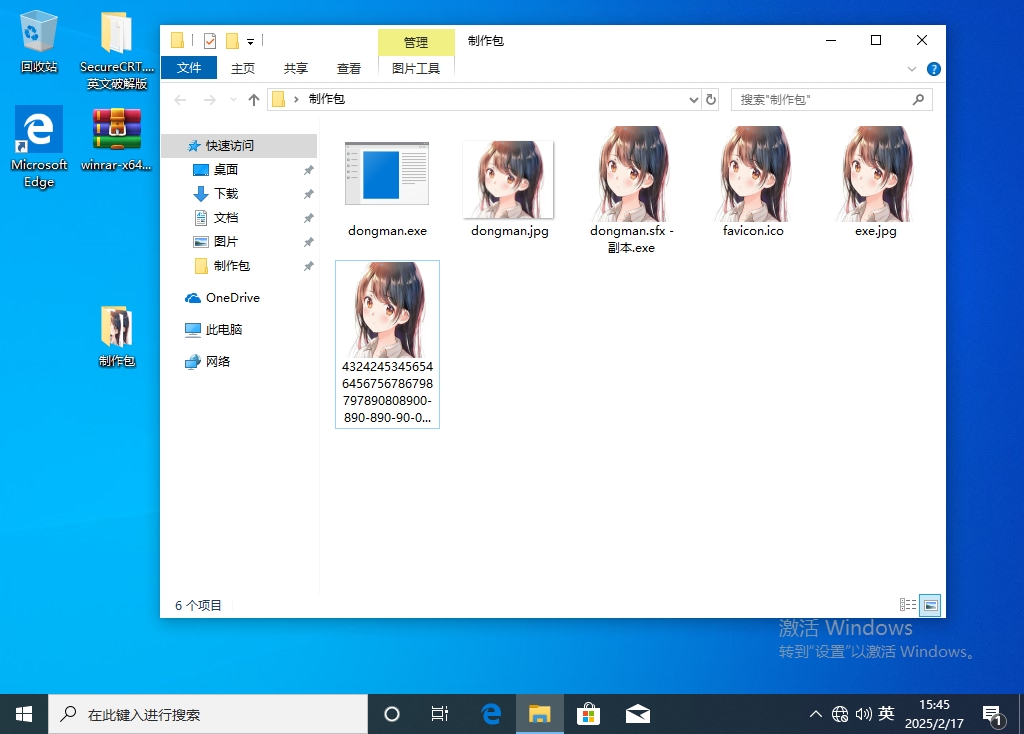 回收站
SecureCRT....
英文破解版
Microsoft
Edge
winrar-x64...
制作包
管理
制作包
文件
主页
共享
查看
图片工具
制作包
搜索"制作包"
快速访问
桌面
下载
文档
图片
制作包
OneDrive
此电脑
网络
dongman.exe
dongman.jpg
dongman.sfx -
副本.exe
favicon.ico
exe.jpg
4324245345654
6456756786798
797890808900-
890-890-90-0...
6 个项目
激活 Windows
转到"设置"以激活 Windows。
在此键入进行搜索
英
15:45
2025/2/17
1